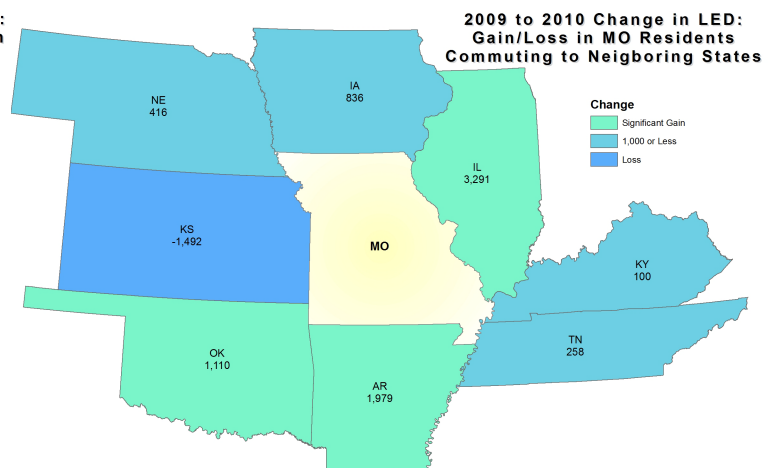 :
n
2009 to 2010 Change in LED:
Gain/Loss in MO Residents
Commuting to Neigboring States
NE
416
IA
836
Change
Significant Gain
1,000 or Less
Loss
IL
3,291
KS
-1,492
MO
KY
100
OK
1,110
TN
258
AR
1,979